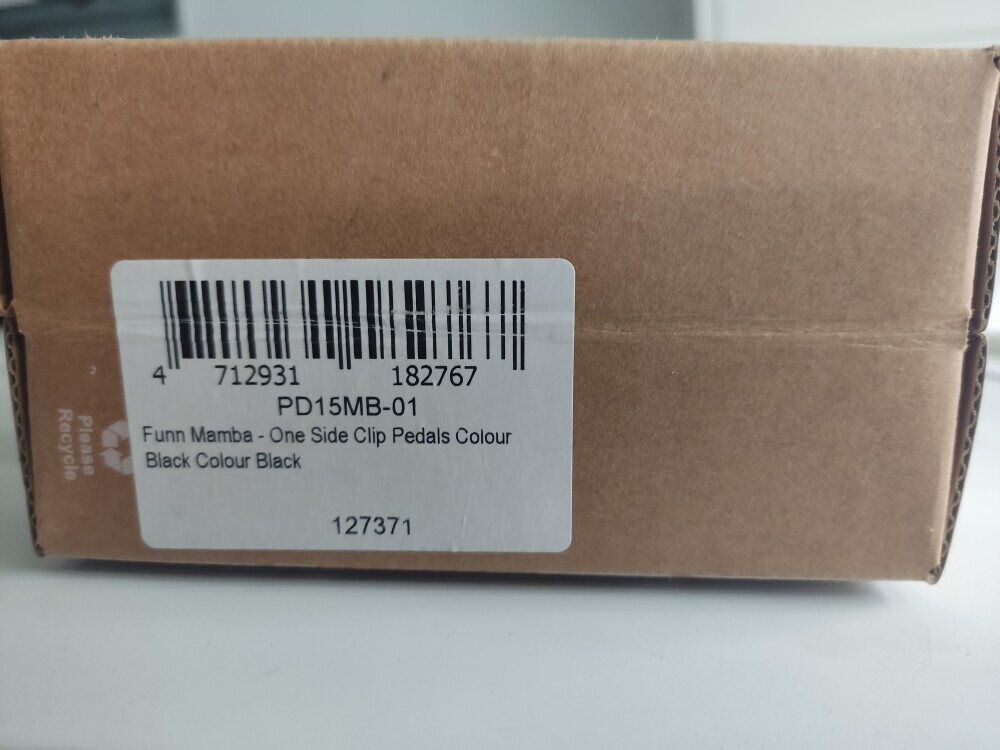 4 712931 182767
PD15MB-01
Funn Mamba - One Side Clip Pedals Colour
Black Colour Black
127371
Please
Recycle